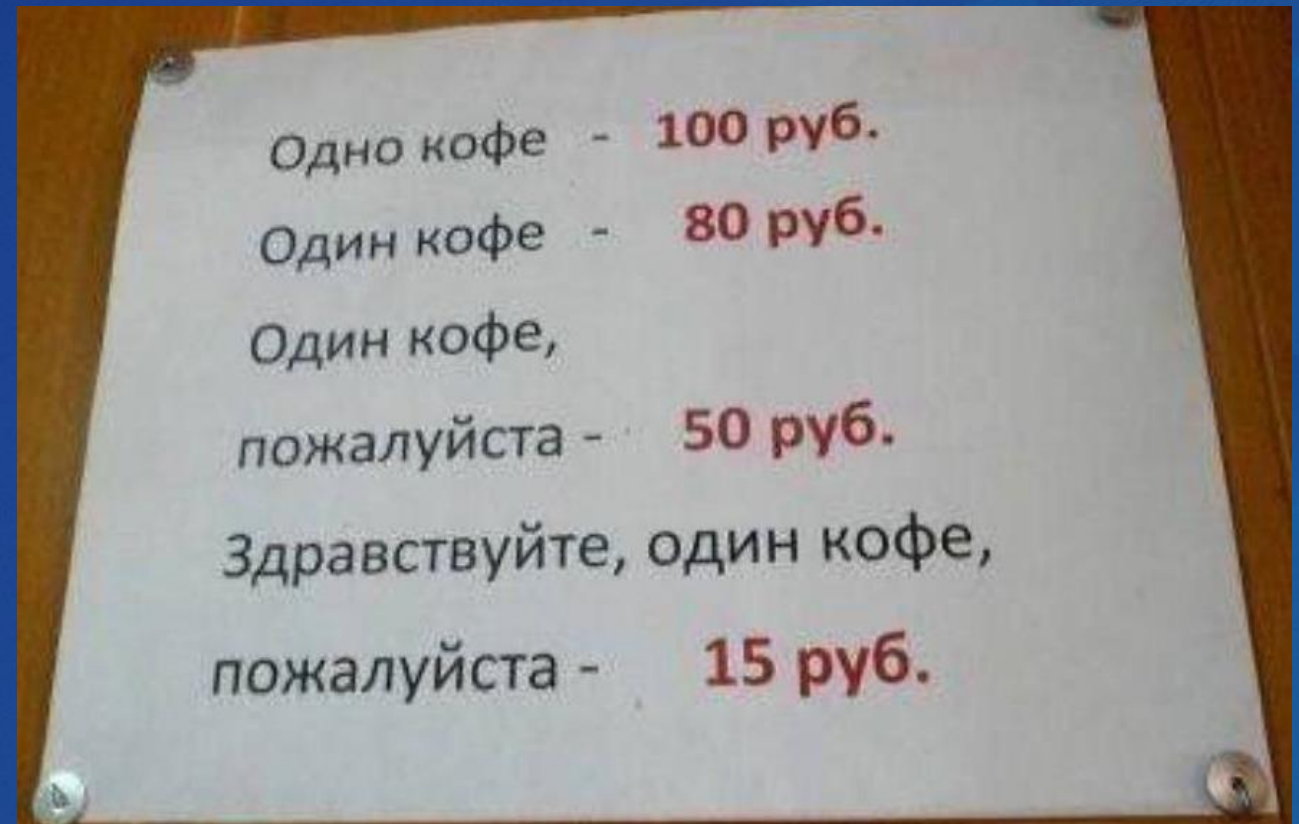 Одно кофе - 100 руб.
Один кофе - 80 руб.
Один кофе,
пожалуйста - 50 руб.
Здравствуйте, один кофе,
пожалуйста - 15 руб.